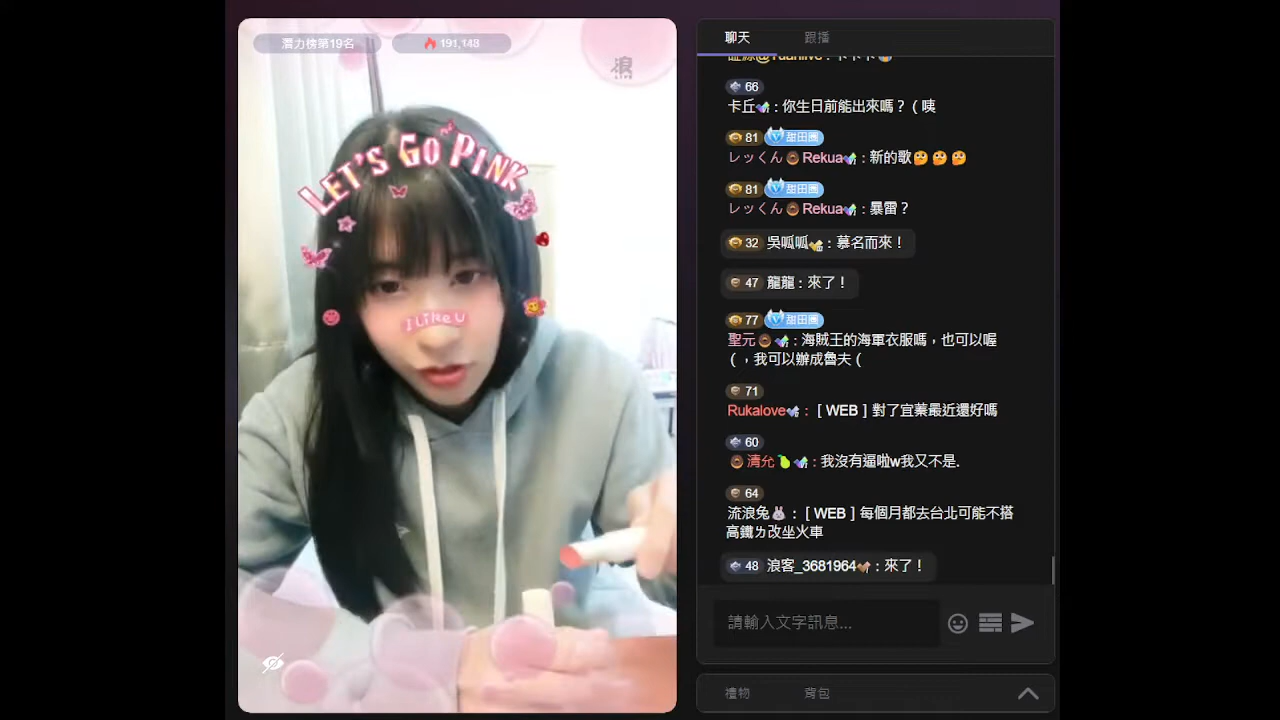 潛力榜第19名
191,148
浪
LIVE
LET'S GO PINK
I Like U
聊天
跟播
66
卡丘：你生日前能出來嗎？（咦
81 甜田圈
レッくん Rekua：新的歌🤔🤔🤔
81 甜田圈
レッくん Rekua：暴雷？
32 吳呱呱：慕名而來！
47 龍龍：來了！
77 甜田圈
聖元：海賊王的海軍衣服嗎，也可以喔
（，我可以辦成魯夫（
71
Rukalove：［WEB］對了宜蓁最近還好嗎
60
清允：我沒有逼啦w我又不是.
64
流浪兔🐰：［WEB］每個月都去台北可能不搭
高鐵ㄌ改坐火車
48 浪客_3681964：來了！
請輸入文字訊息...
禮物
背包